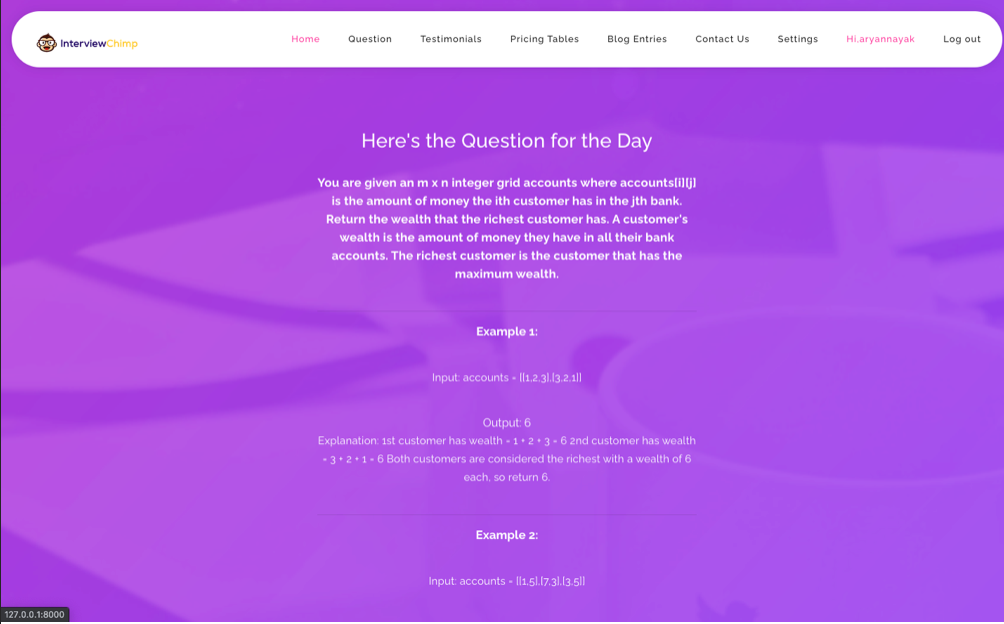 InterviewChimp
Home Question Testimonials Pricing Tables Blog Entries Contact Us Settings Hi,aryannayak Log out
Here's the Question for the Day
You are given an m x n integer grid accounts where accounts[i][j]
is the amount of money the ith customer has in the jth bank.
Return the wealth that the richest customer has. A customer's
wealth is the amount of money they have in all their bank
accounts. The richest customer is the customer that has the
maximum wealth.
Example 1:
Input: accounts = [[1,2,3],[3,2,1]]
Output: 6
Explanation: 1st customer has wealth = 1 + 2 + 3 = 6 2nd customer has wealth
= 3 + 2 + 1 = 6 Both customers are considered the richest with a wealth of 6
each, so return 6.
Example 2:
Input: accounts = [[1,5],[7,3],[3,5]]
127.0.0.1:8000